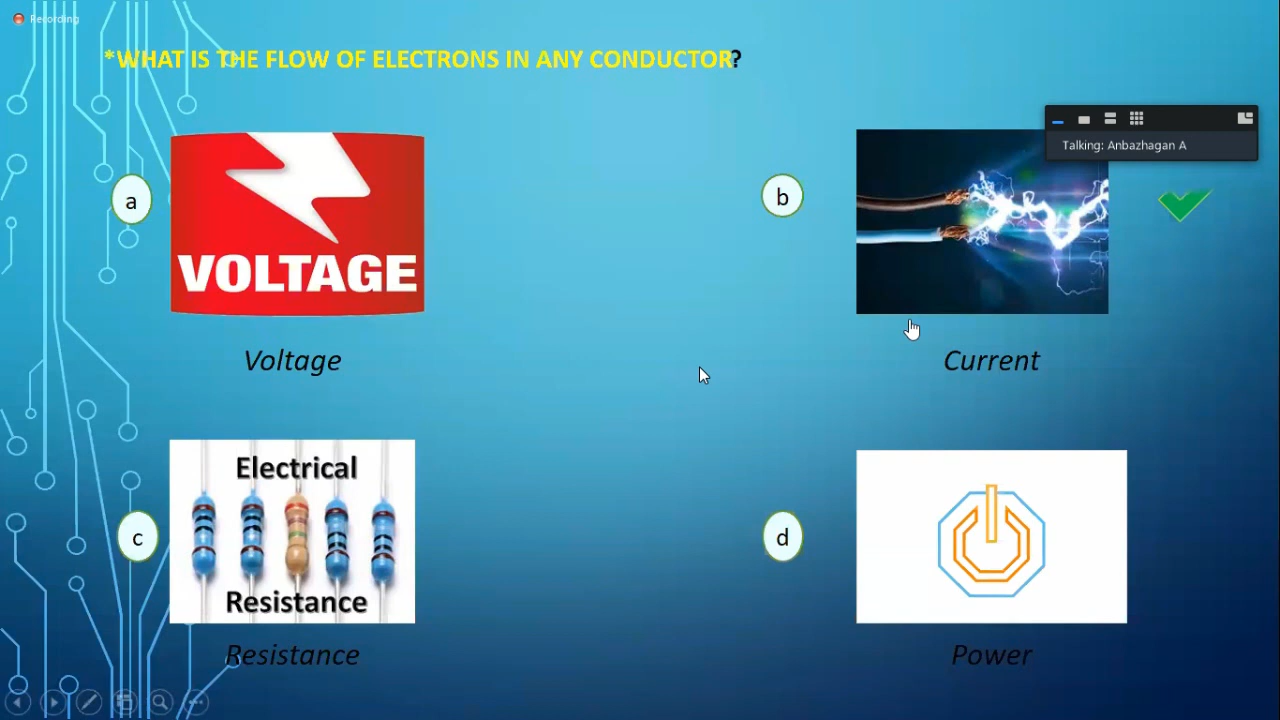 Recording
*WHAT IS THE FLOW OF ELECTRONS IN ANY CONDUCTOR?
Talking: Anbazhagan A
a
VOLTAGE
Voltage
b
Current
c
Electrical
Resistance
Resistance
d
Power